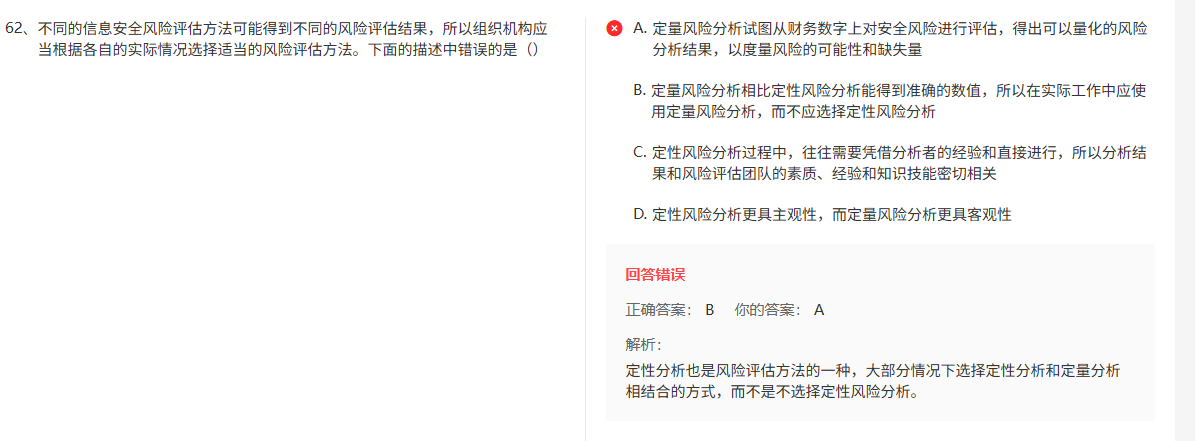 62、不同的信息安全风险评估方法可能得到不同的风险评估结果，所以组织机构应
当根据各自的实际情况选择适当的风险评估方法。下面的描述中错误的是（）
A. 定量风险分析试图从财务数字上对安全风险进行评估，得出可以量化的风险
分析结果，以度量风险的可能性和缺失量
B. 定量风险分析相比定性风险分析能得到准确的数值，所以在实际工作中应使
用定量风险分析，而不应选择定性风险分析
C. 定性风险分析过程中，往往需要凭借分析者的经验和直接进行，所以分析结
果和风险评估团队的素质、经验和知识技能密切相关
D. 定性风险分析更具主观性，而定量风险分析更具客观性
回答错误
正确答案： B 你的答案： A
解析：
定性分析也是风险评估方法的一种，大部分情况下选择定性分析和定量分析
相结合的方式，而不是不选择定性风险分析。